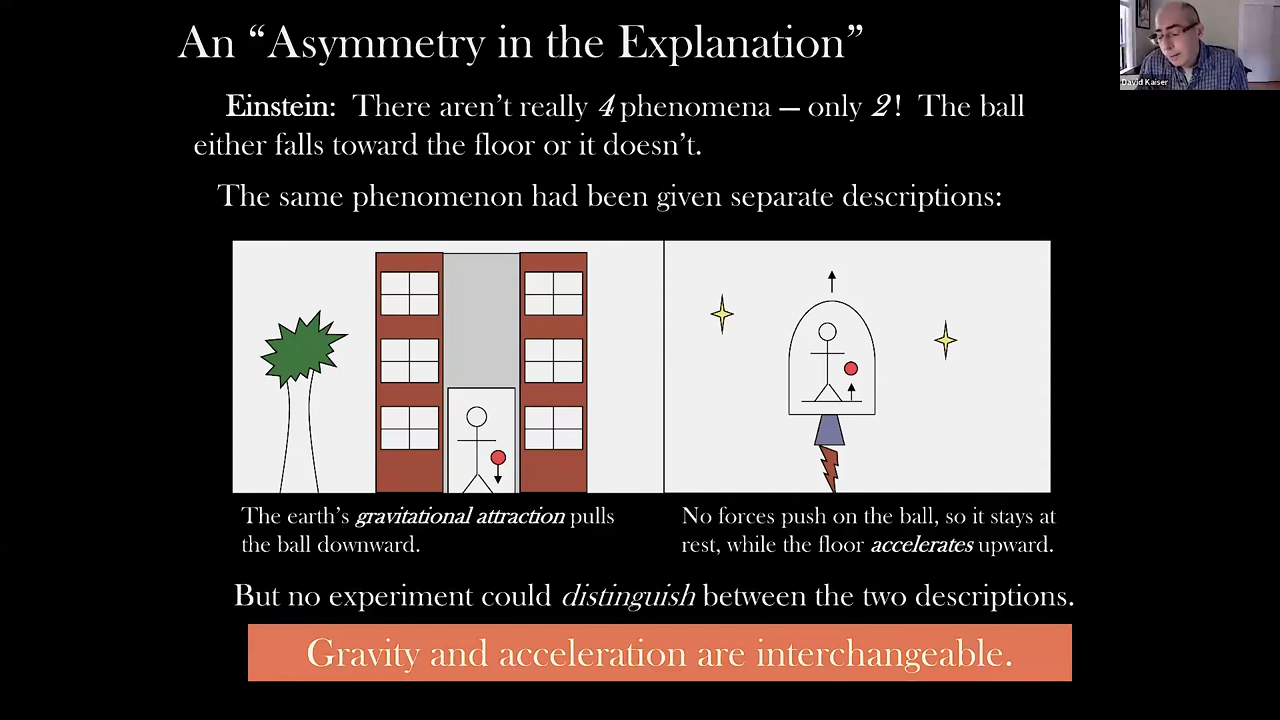 An “Asymmetry in the Explanation”
David Kaiser
Einstein: There aren’t really 4 phenomena — only 2! The ball
either falls toward the floor or it doesn’t.
The same phenomenon had been given separate descriptions:
The earth’s gravitational attraction pulls
the ball downward.
No forces push on the ball, so it stays at
rest, while the floor accelerates upward.
But no experiment could distinguish between the two descriptions.
Gravity and acceleration are interchangeable.